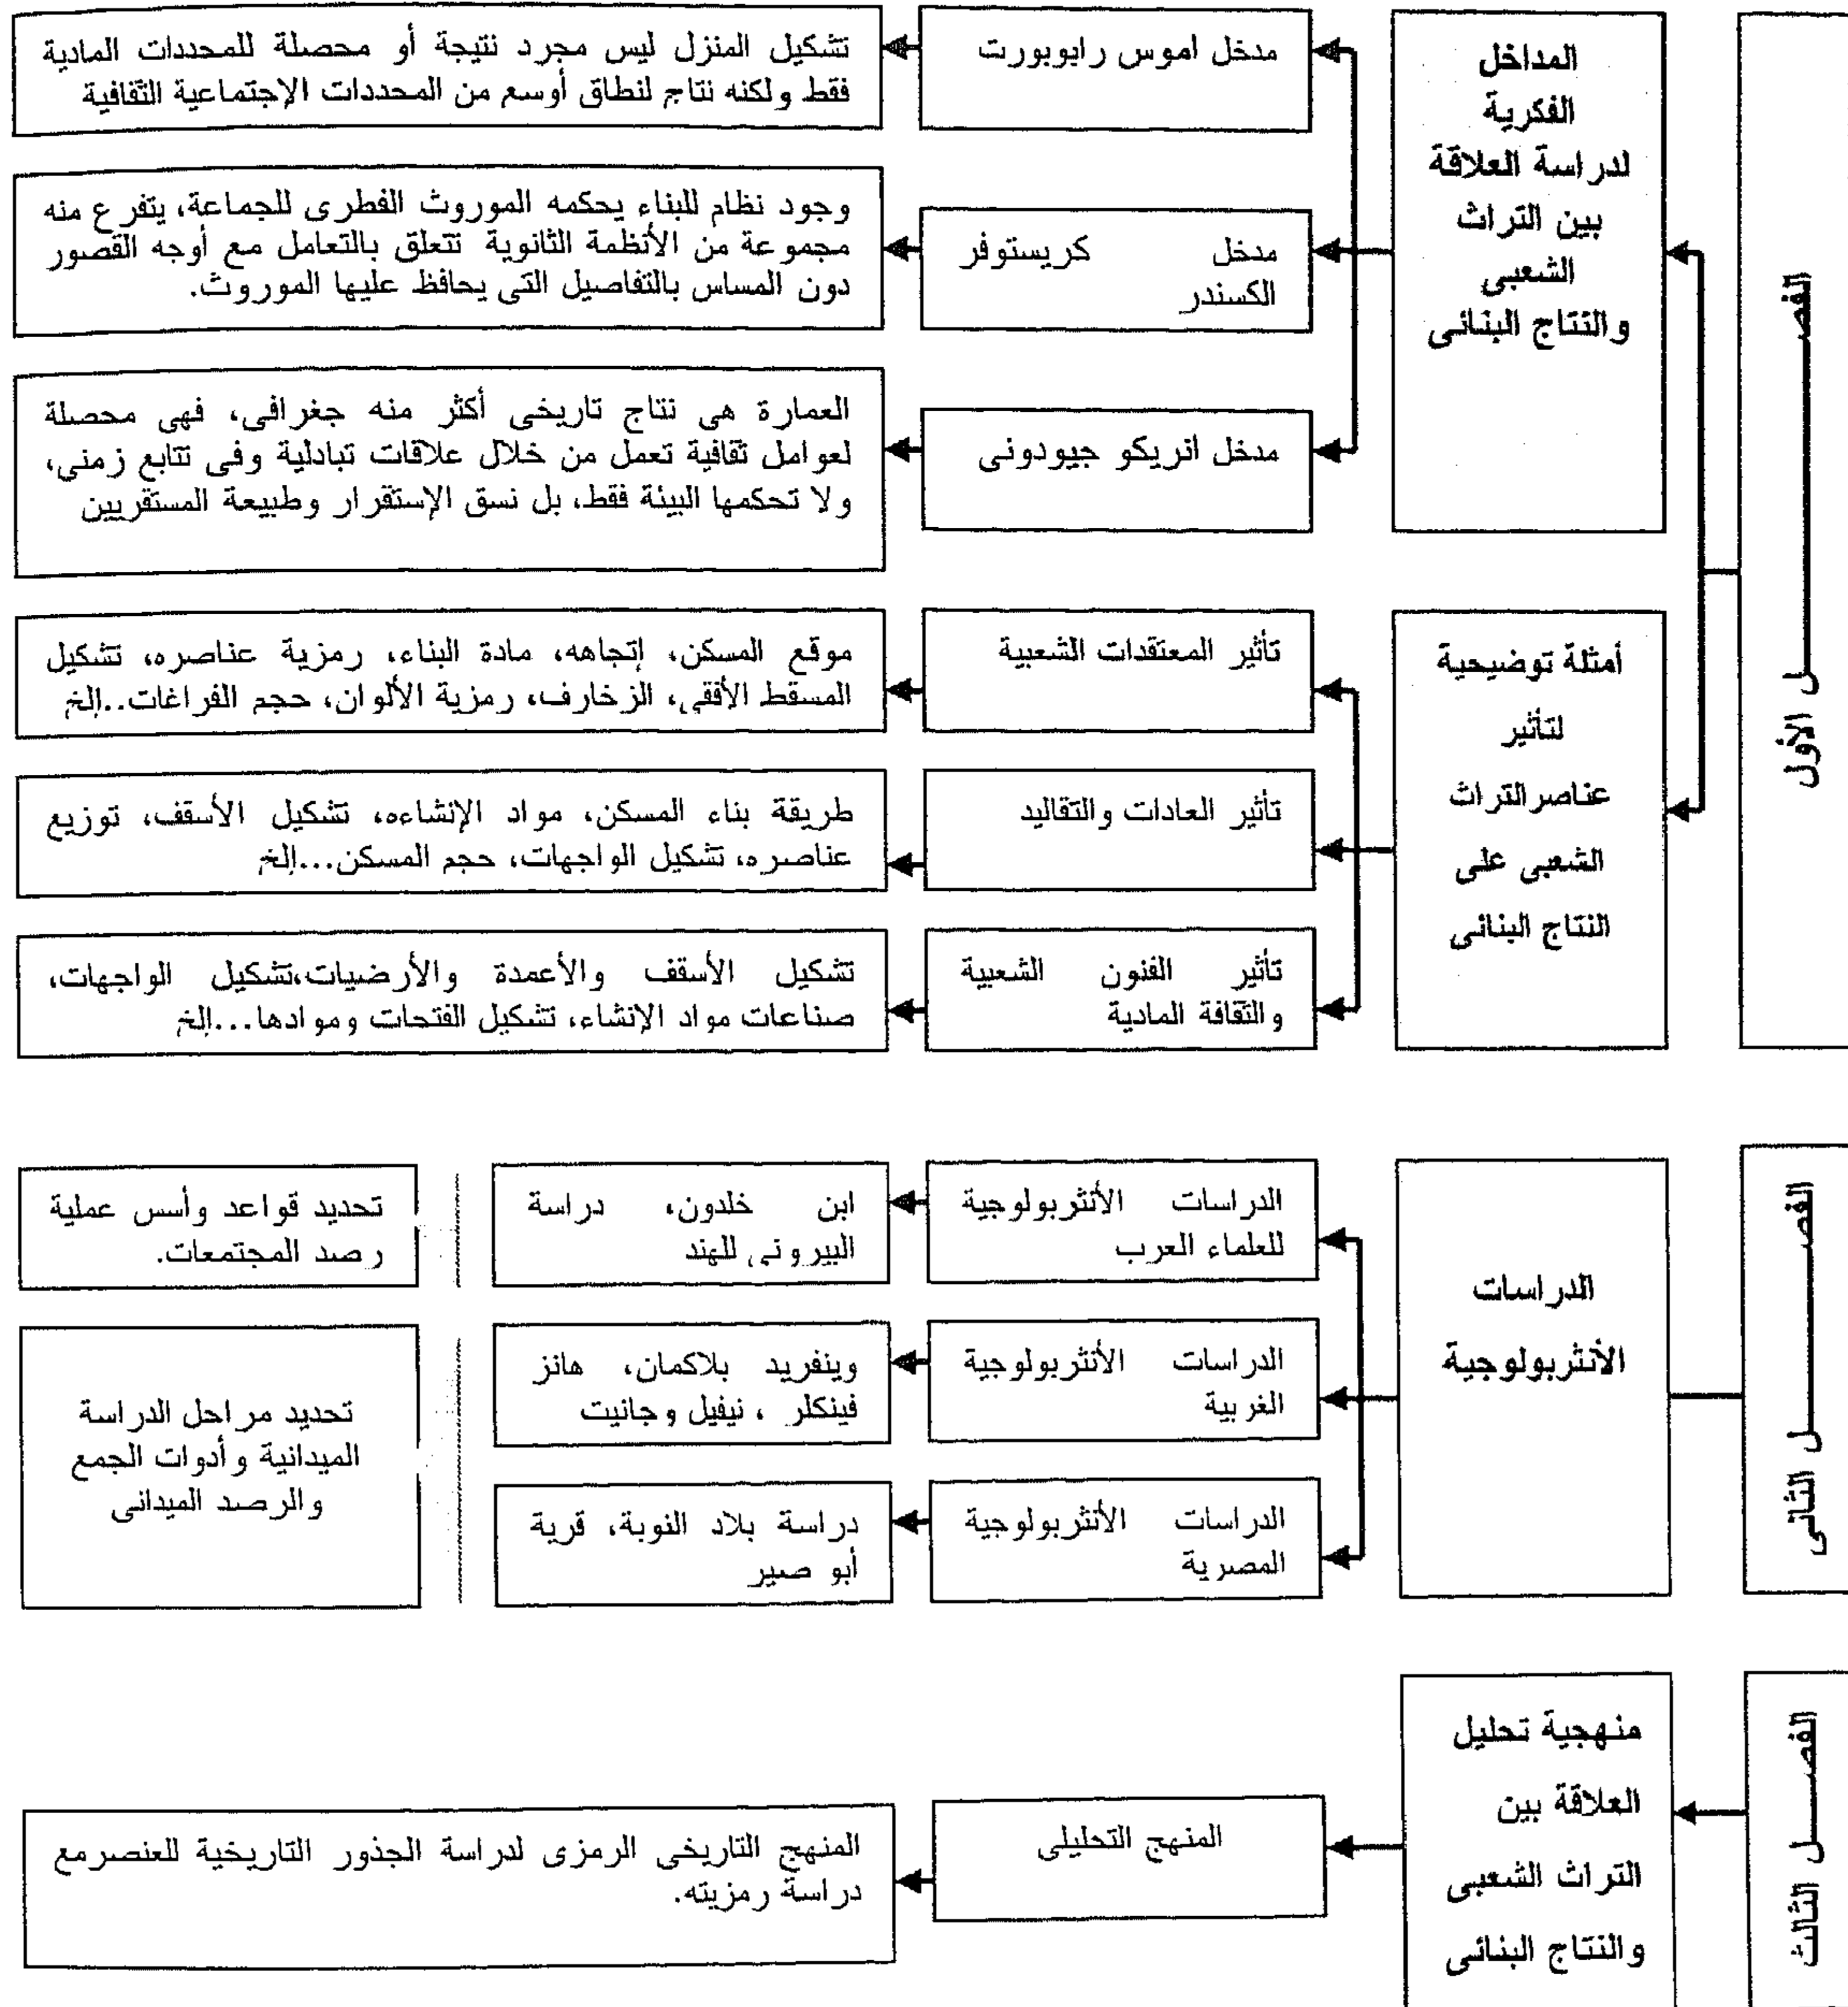 الفصـــل الأول
المداخل
الفكرية
لدراسة العلاقة
بين التراث
الشعبى
والنتاج البنائى
مدخل اموس رابوبورت
تشكيل المنزل ليس مجرد نتيجة أو محصلة للمحددات المادية
فقط ولكنه نتاج لنطاق أوسع من المحددات الإجتماعية الثقافية
مدخل كريستوفر
الكسندر
وجود نظام للبناء يحكمه الموروث الفطرى للجماعة، يتفرع منه
مجموعة من الأنظمة الثانوية تتعلق بالتعامل مع أوجه القصور
دون المساس بالتفاصيل التى يحافظ عليها الموروث.
مدخل انريكو جيودونى
العمارة هى نتاج تاريخى أكثر منه جغرافى، فهى محصلة
لعوامل ثقافية تعمل من خلال علاقات تبادلية وفى تتابع زمنى،
ولا تحكمها البيئة فقط، بل نسق الإستقرار وطبيعة المستقريين
أمثلة توضيحية
لتأثير
عناصرالتراث
الشعبى على
النتاج البنائى
تأثير المعتقدات الشعبية
موقع المسكن، إتجاهه، مادة البناء، رمزية عناصره، تشكيل
المسقط الأفقى، الزخارف، رمزية الألوان، حجم الفراغات..إلخ
تأثير العادات والتقاليد
طريقة بناء المسكن، مواد الإنشاءه، تشكيل الأسقف، توزيع
عناصره، تشكيل الواجهات، حجم المسكن...إلخ
تأثير الفنون الشعبية
والثقافة المادية
تشكيل الأسقف والأعمدة والأرضيات،تشكيل الواجهات،
صناعات مواد الإنشاء، تشكيل الفتحات وموادها...إلخ
الفصـــل الثانى
الدراسات
الأنثربولوجية
الدراسات الأنثربولوجية
للعلماء العرب
ابن خلدون، دراسة
البيرونى للهند
تحديد قواعد وأسس عملية
رصد المجتمعات.
الدراسات الأنثربولوجية
الغربية
وينفريد بلاكمان، هانز
فينكلر ، نيفيل وجانيت
الدراسات الأنثربولوجية
المصرية
دراسة بلاد النوبة، قرية
أبو صير
تحديد مراحل الدراسة
الميدانية وأدوات الجمع
والرصد الميدانى
الفصـــل الثالث
منهجية تحليل
العلاقة بين
التراث الشعبى
والنتاج البنائى
المنهج التحليلى
المنهج التاريخى الرمزى لدراسة الجذور التاريخية للعنصرمع
دراسة رمزيته.